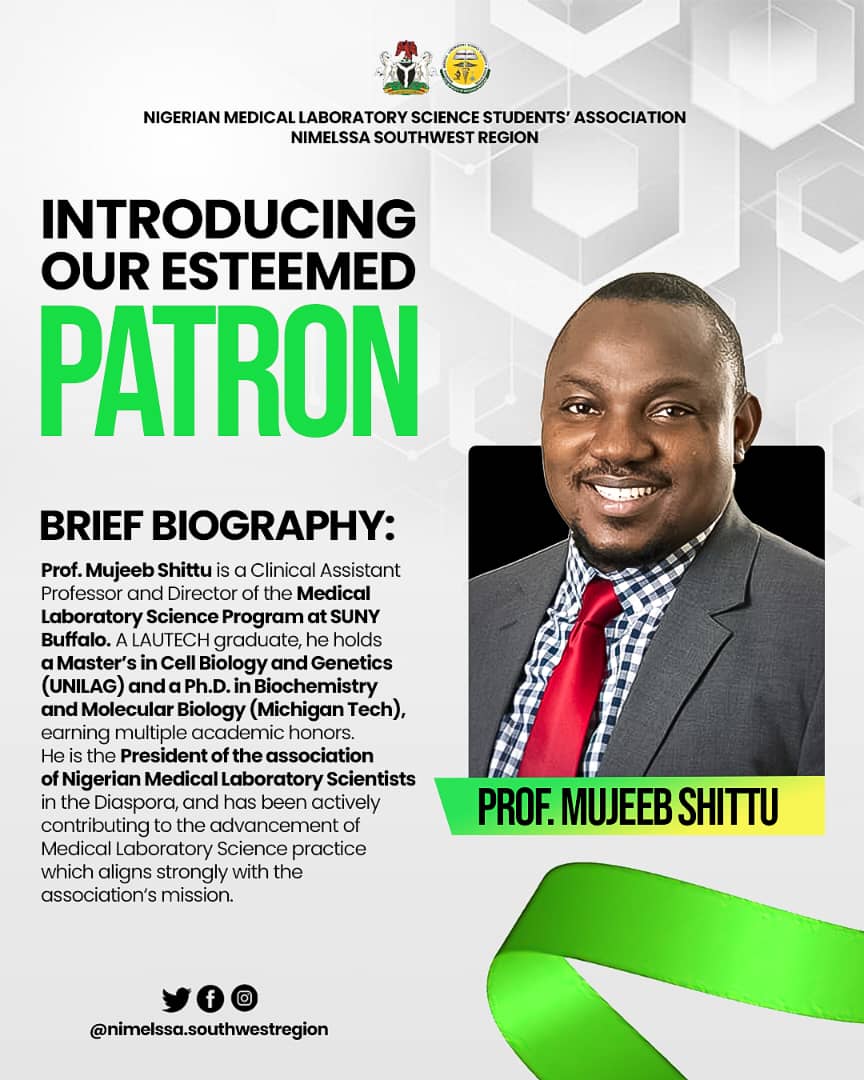 NIGERIAN MEDICAL LABORATORY SCIENCE STUDENTS’ ASSOCIATION
NIMELSSA SOUTHWEST REGION
INTRODUCING
OUR ESTEEMED
PATRON
BRIEF BIOGRAPHY:
Prof. Mujeeb Shittu is a Clinical Assistant
Professor and Director of the Medical
Laboratory Science Program at SUNY
Buffalo. A LAUTECH graduate, he holds
a Master’s in Cell Biology and Genetics
(UNILAG) and a Ph.D. in Biochemistry
and Molecular Biology (Michigan Tech),
earning multiple academic honors.
He is the President of the association
of Nigerian Medical Laboratory Scientists
in the Diaspora, and has been actively
contributing to the advancement of
Medical Laboratory Science practice
which aligns strongly with the
association’s mission.
PROF. MUJEEB SHITTU
@nimelssa.southwestregion